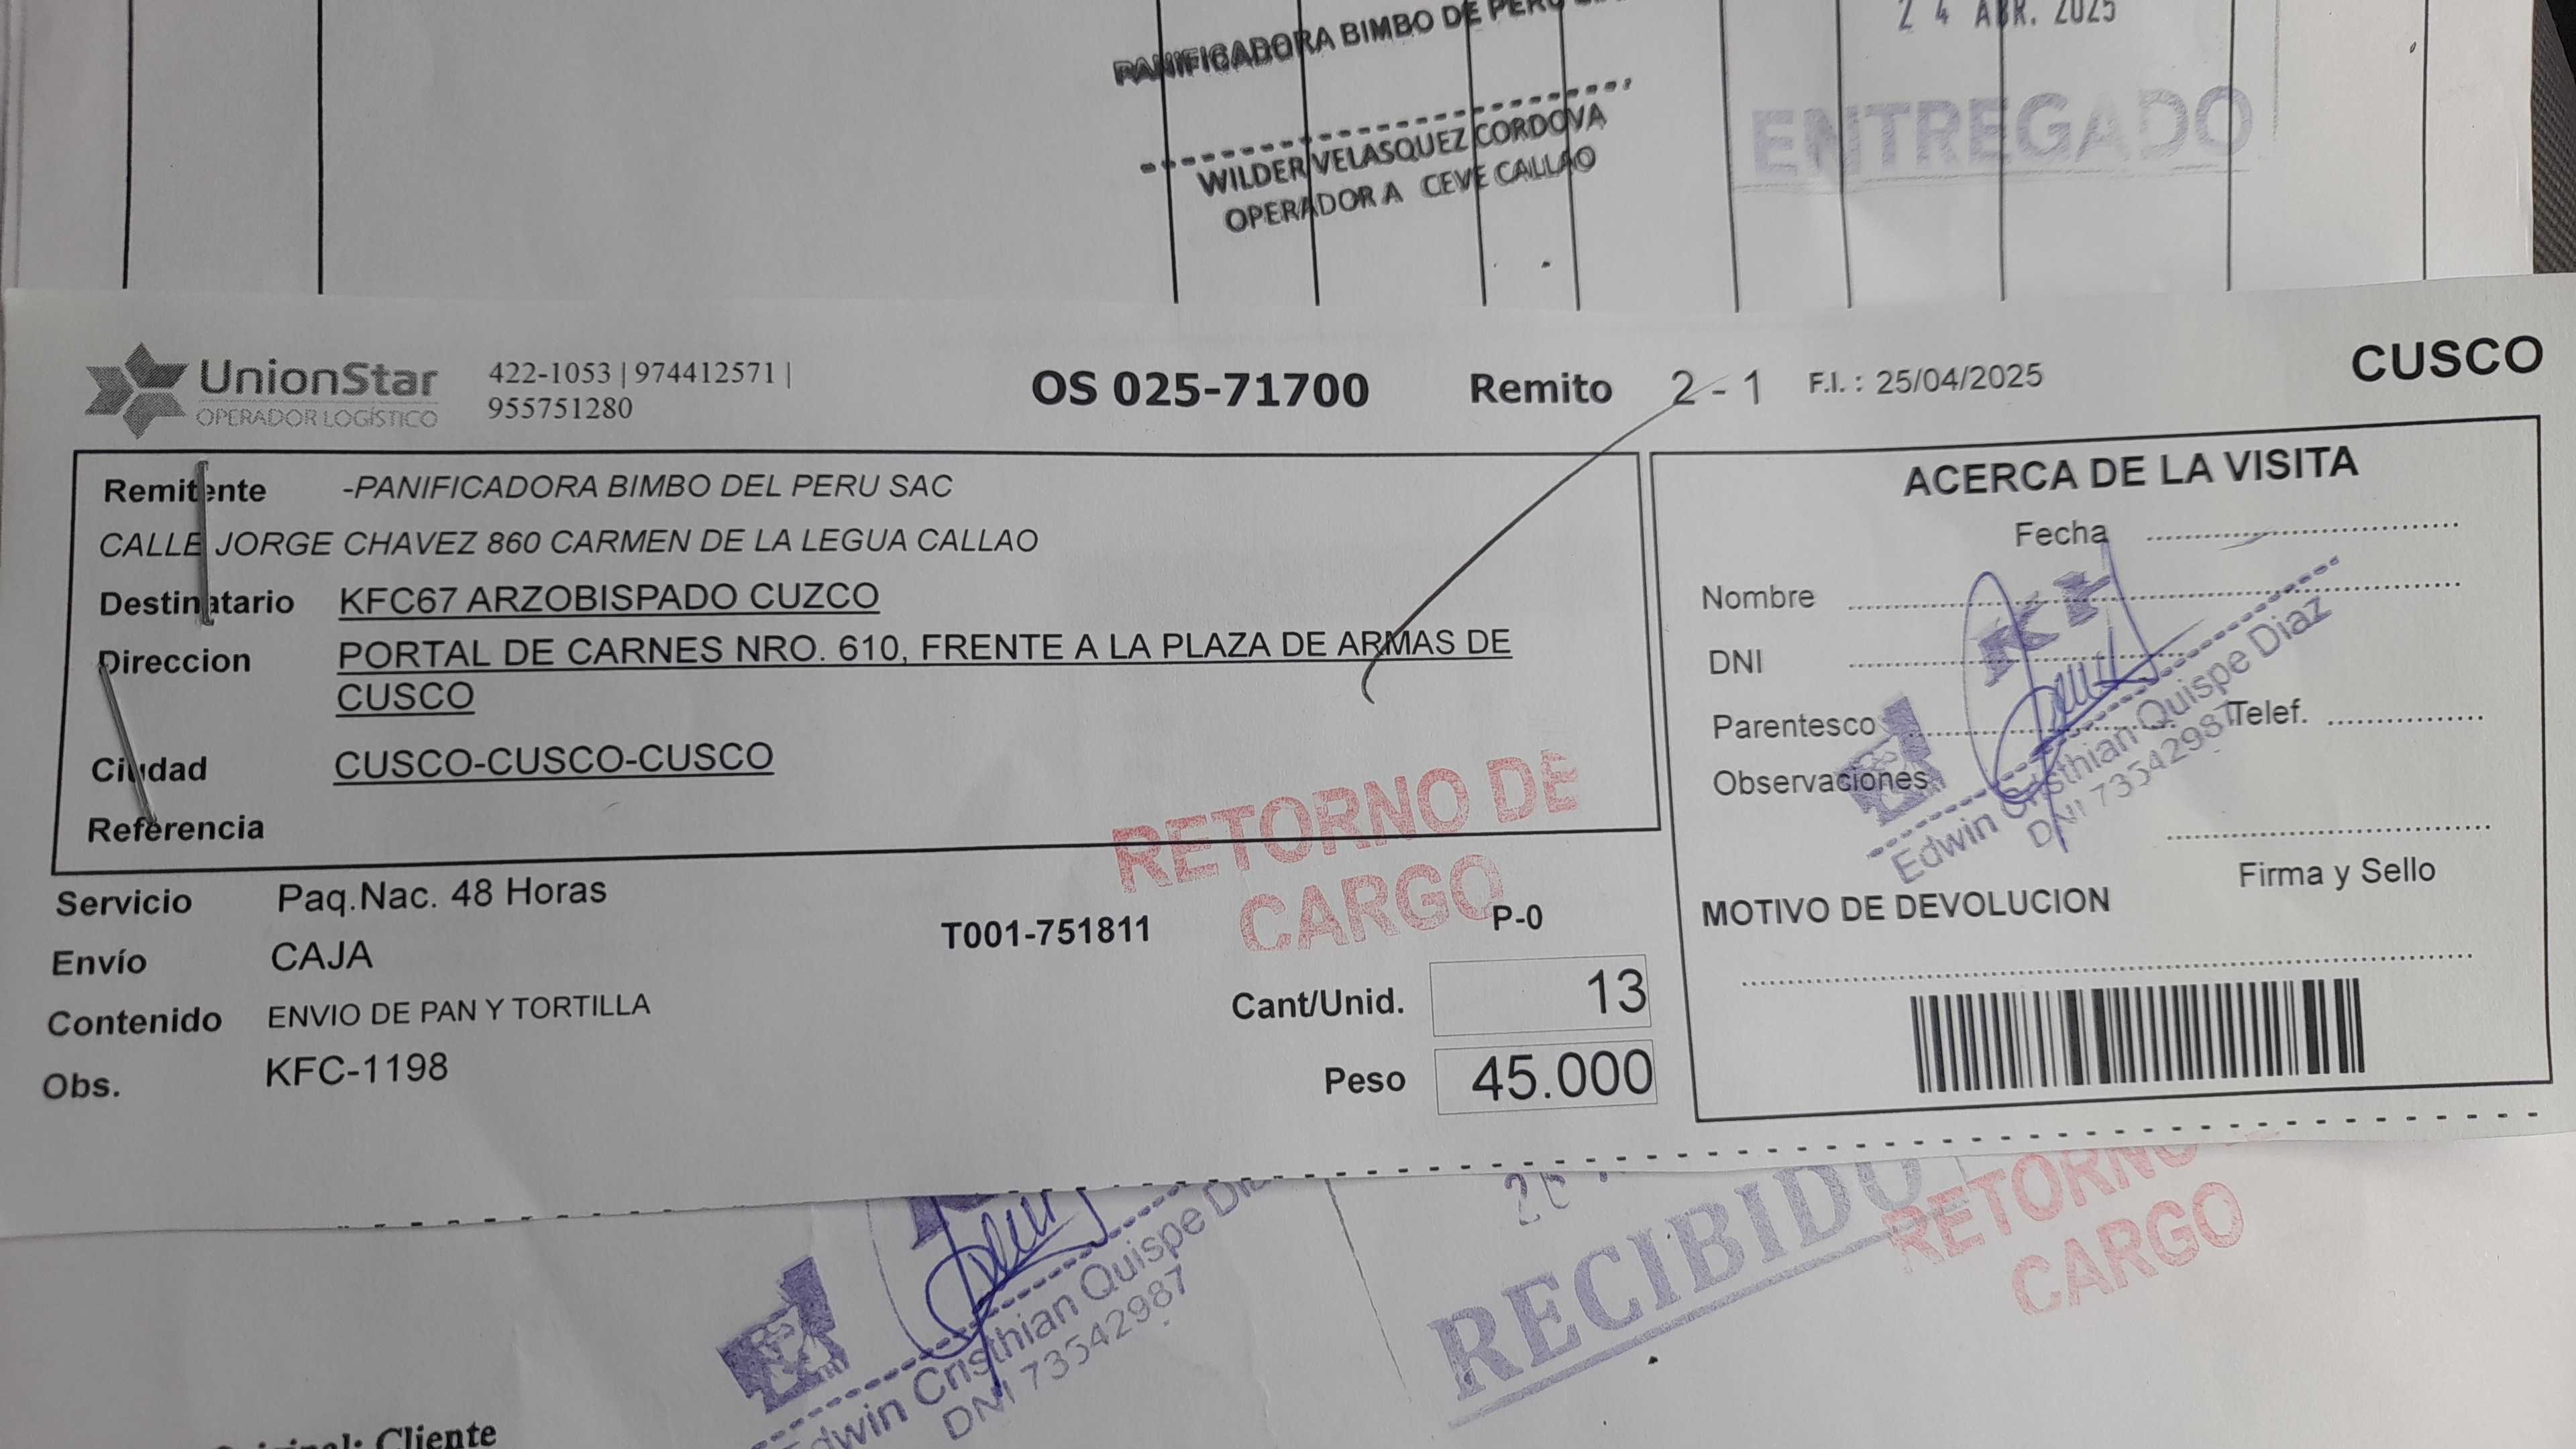 PANIFICADORA BIMBO DE PERU
WILDER VELASQUEZ CORDOVA
OPERADOR A CEVE CALLAO
24 ABR. 2025
ENTREGADO
UnionStar
OPERADOR LOGÍSTICO
422-1053 | 974412571 |
955751280
OS 025-71700
Remito 2 - 1
F.I. : 25/04/2025
CUSCO
Remitente -PANIFICADORA BIMBO DEL PERU SAC
CALLE JORGE CHAVEZ 860 CARMEN DE LA LEGUA CALLAO
Destinatario KFC67 ARZOBISPADO CUZCO
Direccion PORTAL DE CARNES NRO. 610, FRENTE A LA PLAZA DE ARMAS DE
CUSCO
Ciudad CUSCO-CUSCO-CUSCO
Referencia
RETORNO DE
CARGO
Servicio Paq.Nac. 48 Horas
Envío CAJA
T001-751811 P-0
Contenido ENVIO DE PAN Y TORTILLA
Cant/Unid. 13
Obs. KFC-1198
Peso 45.000
ACERCA DE LA VISITA
Fecha
Nombre
DNI
Parentesco
Telef.
Observaciones
Edwin Cristhian Quispe Diaz
DNI 73542987
Firma y Sello
MOTIVO DE DEVOLUCION
Edwin Cristhian Quispe
DNI 73542987
RECIBIDO
RETORNO
CARGO
Cliente